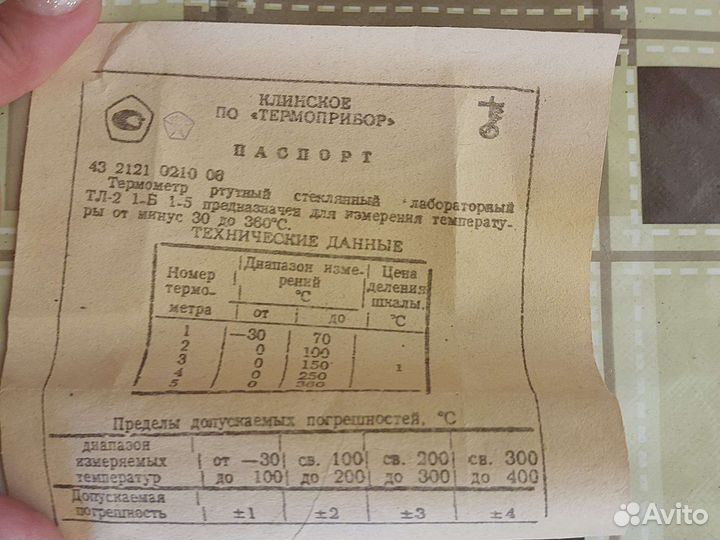 КЛИНСКОЕ
ПО «ТЕРМОПРИБОР»
ПАСПОРТ
43 2121 0210 06
Термометр ртутный стеклянный лабораторный
ТЛ-2 1-Б 1-5 предназначен для измерения температу-
ры от минус 30 до 360°С.
ТЕХНИЧЕСКИЕ ДАННЫЕ
Номер термо- метра | Диапазон изме- рений °С | Цена деления шкалы, °С
от | до
1 | —30 | 70
2 | 0 | 100
3 | 0 | 150 | 1
4 | 0 | 250
5 | 0 | 360
Пределы допускаемых погрешностей, °С
диапазон
измеряемых | от —30 | св. 100 | св. 200 | св. 300
температур | до 100 | до 200 | до 300 | до 400
Допускаемая
погрешность | ±1 | ±2 | ±3 | ±4
Avito